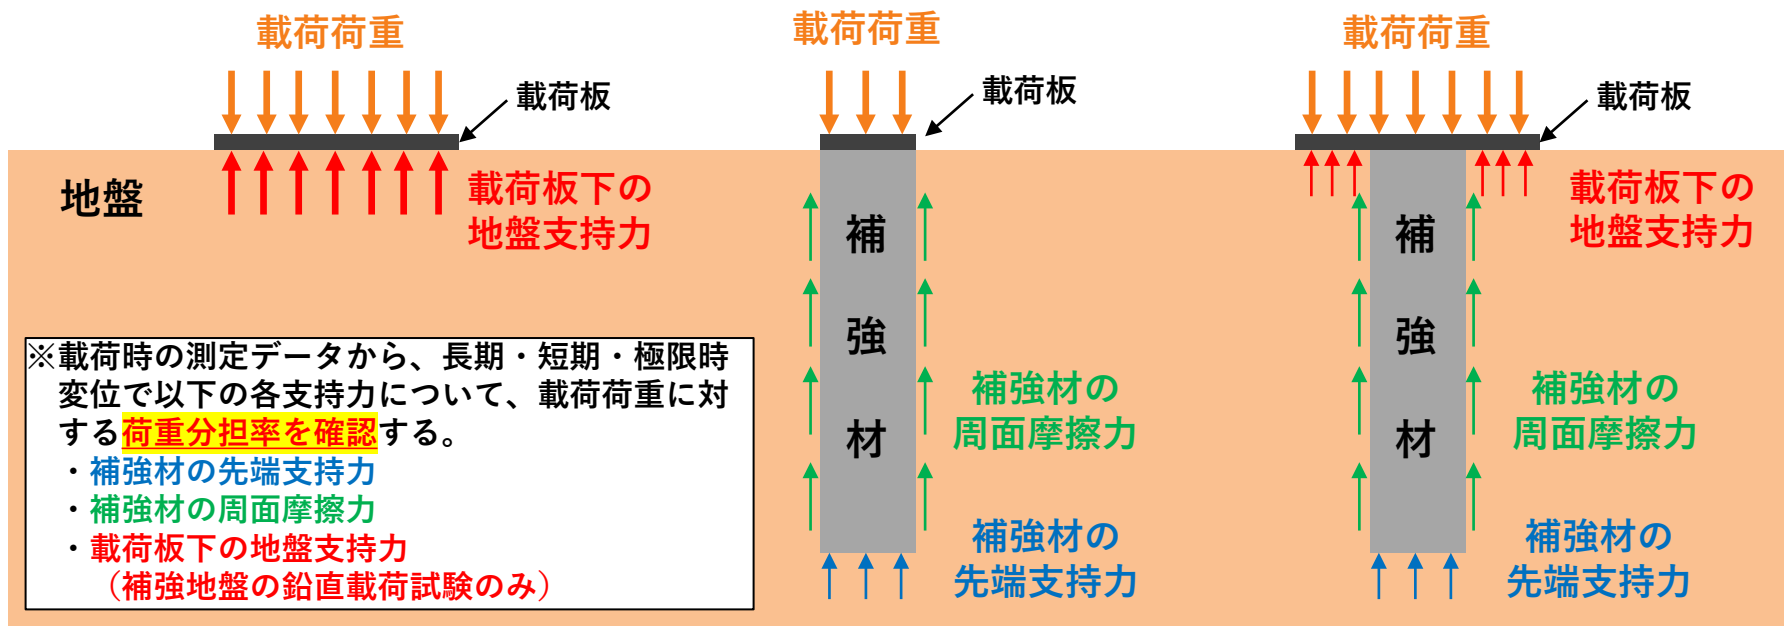 載荷荷重
載荷板
地盤
載荷板下の
地盤支持力
※載荷時の測定データから、長期・短期・極限時
変位で以下の各支持力について、載荷荷重に対
する荷重分担率を確認する。
・補強材の先端支持力
・補強材の周面摩擦力
・載荷板下の地盤支持力
（補強地盤の鉛直載荷試験のみ）
載荷荷重
載荷板
補
強
材
補強材の
周面摩擦力
補強材の
先端支持力
載荷荷重
載荷板
載荷板下の
地盤支持力
補
強
材
補強材の
周面摩擦力
補強材の
先端支持力